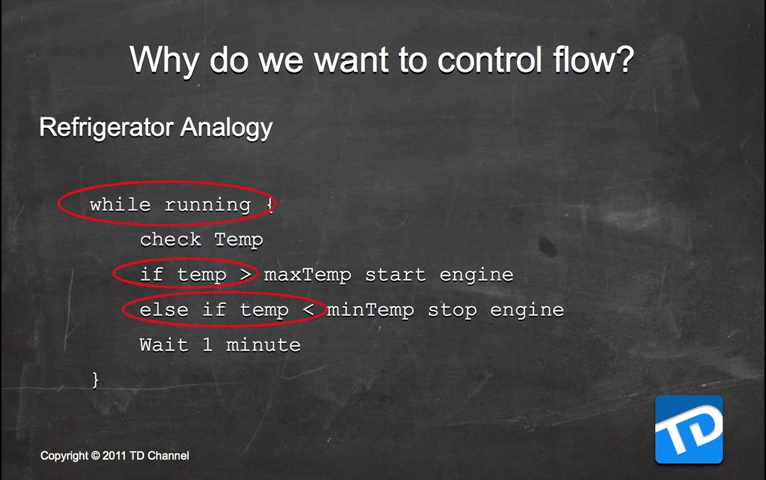 Why do we want to control flow?
Refrigerator Analogy
while running {
check Temp
if temp > maxTemp start engine
else if temp < minTemp stop engine
Wait 1 minute
}
TD
Copyright © 2011 TD Channel